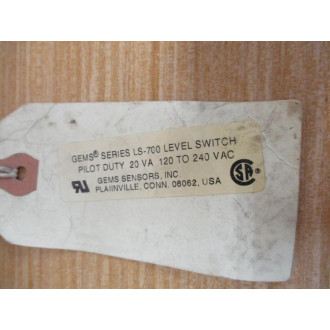 GEMS® SERIES LS-700 LEVEL SWITCH
PILOT DUTY 20 VA 120 TO 240 VAC
GEMS SENSORS, INC.
PLAINVILLE, CONN. 06062, USA